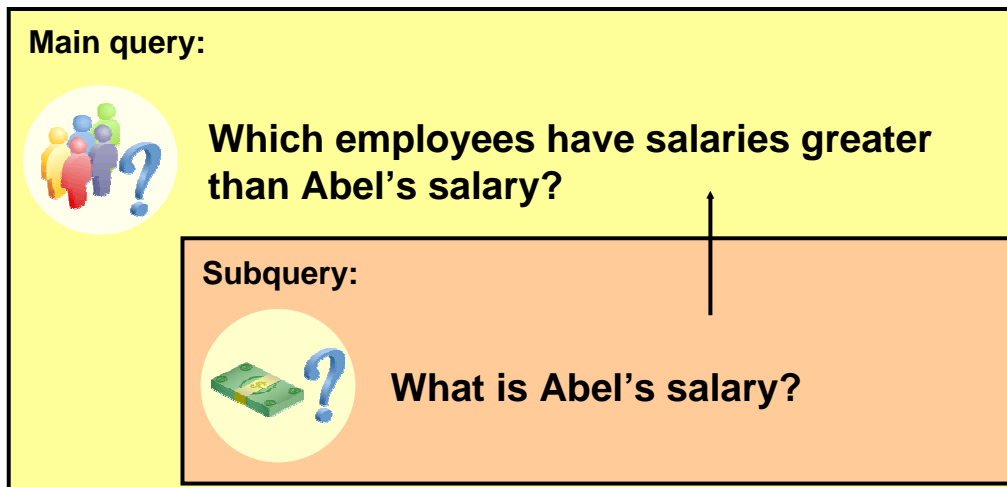 Main query:
Which employees have salaries greater
than Abel’s salary?
Subquery:
What is Abel’s salary?